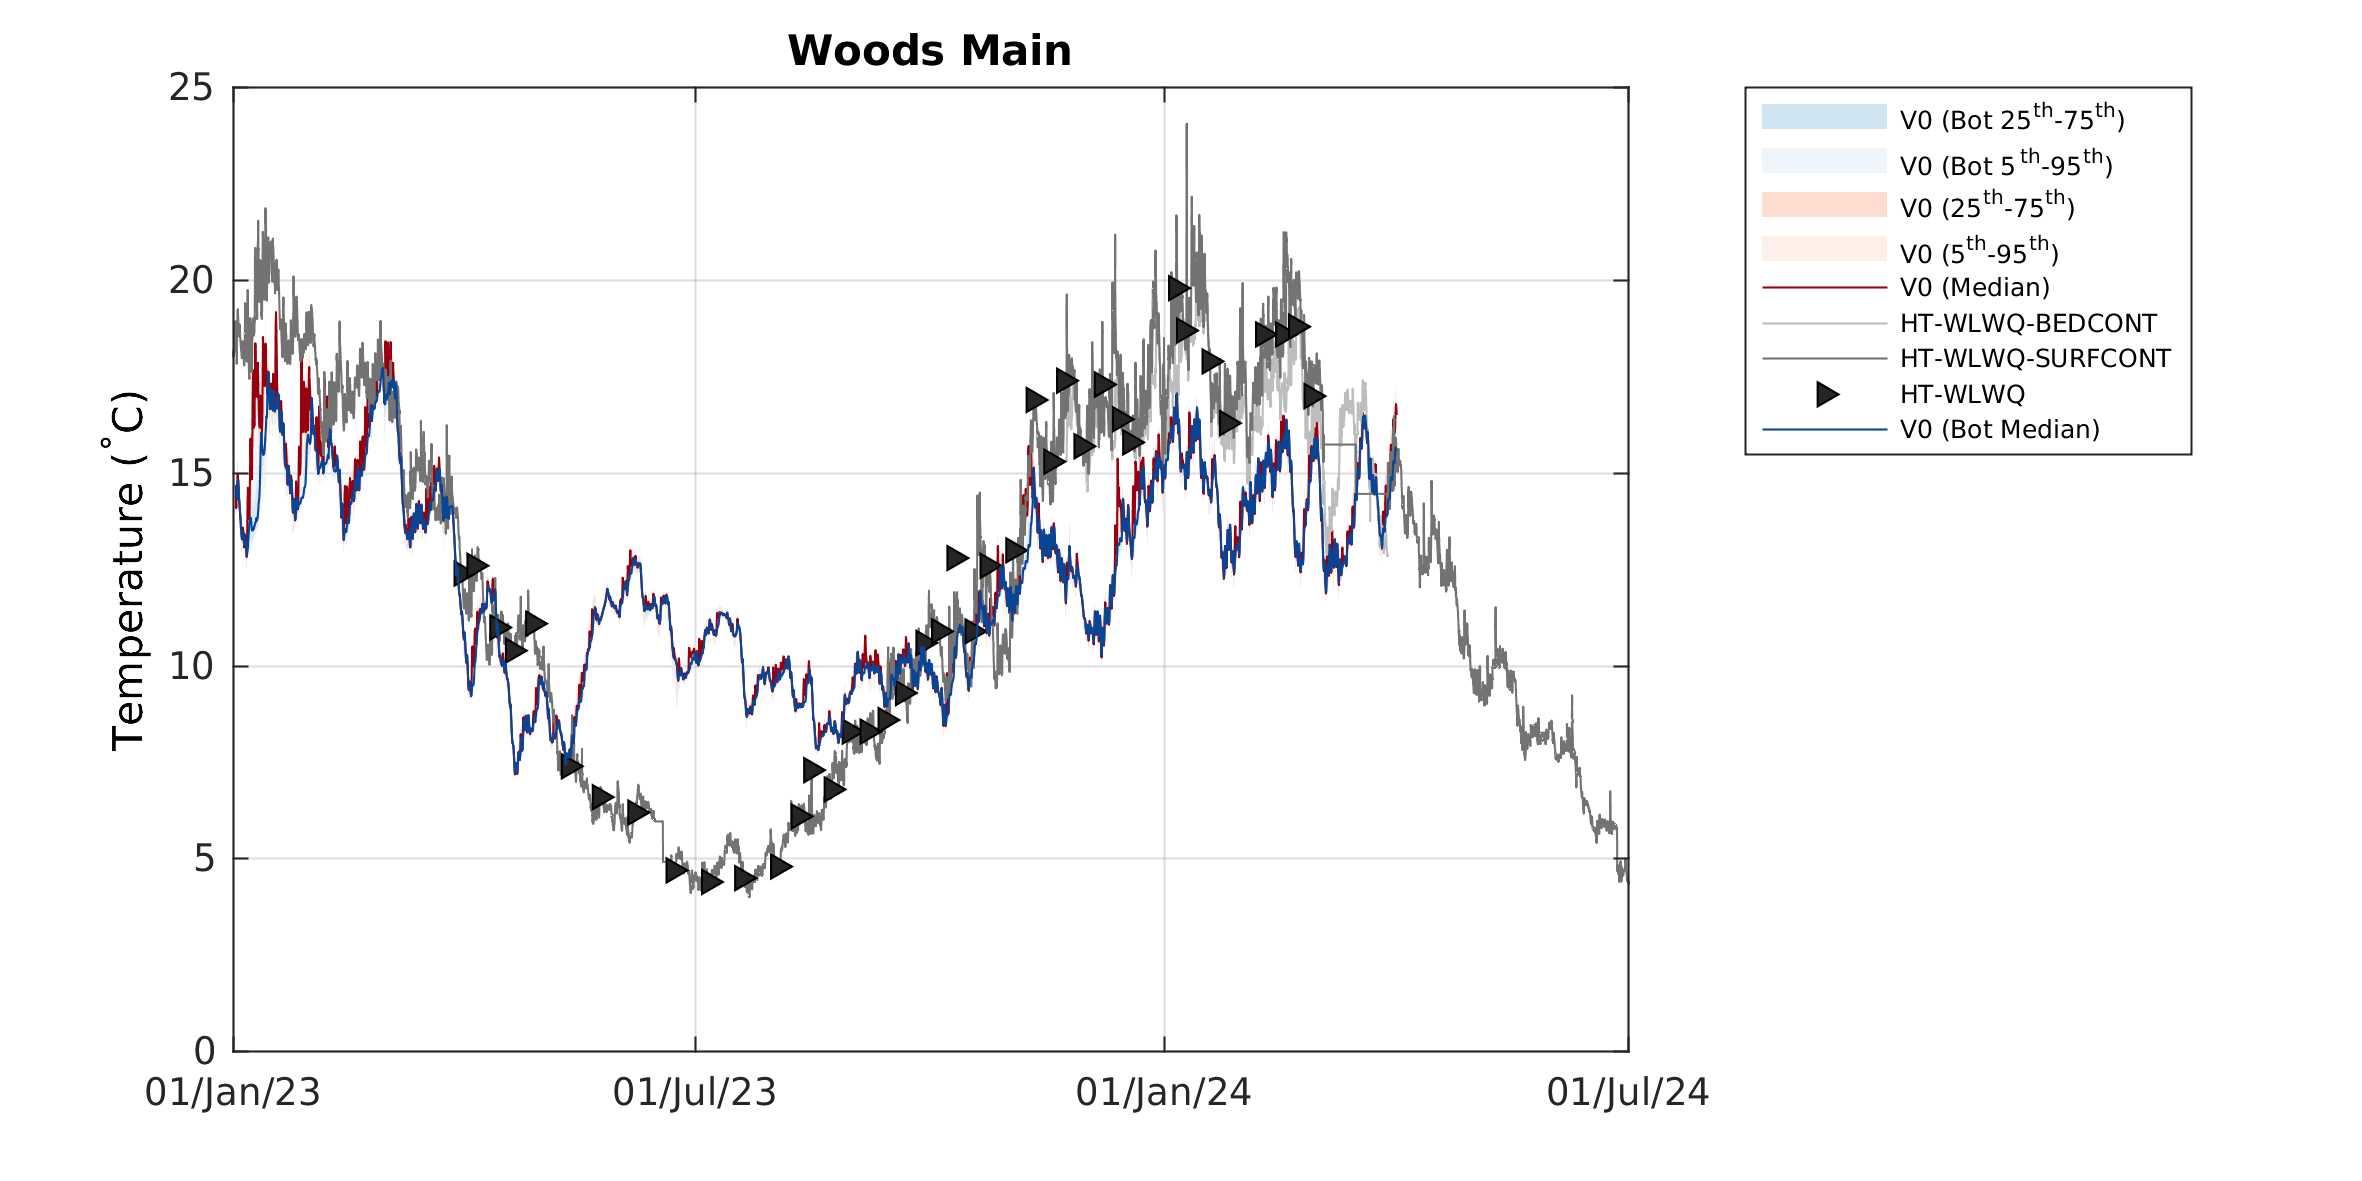 Woods Main
Temperature (˚C)
25
20
15
10
5
0
01/Jan/23
01/Jul/23
01/Jan/24
01/Jul/24
V0 (Bot 25th-75th)
V0 (Bot 5th-95th)
V0 (25th-75th)
V0 (5th-95th)
V0 (Median)
HT-WLWQ-BEDCONT
HT-WLWQ-SURFCONT
HT-WLWQ
V0 (Bot Median)